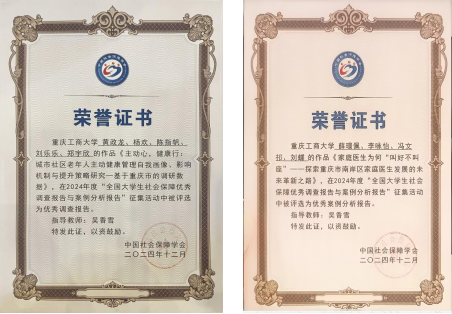 荣誉证书
重庆工商大学 黄政龙、杨欢、陈扬帆、
刘乐乐、郑宇欣 的作品《主动心，健康行：
城市社区老年人主动健康管理自我画像、影响
机制与提升策略研究—基于重庆市的调研数
据》，在2024年度“全国大学生社会保障优秀
调查报告与案例分析报告”征集活动中被评选
为优秀调查报告。
指导教师：吴香雪
特发此证，以资鼓励。
中国社会保障学会
二〇二四年十二月
荣誉证书
重庆工商大学 薛璟佩、李咏怡、冯文
扣、刘蝶 的作品《家庭医生为何“叫好不叫
座”——探索重庆市南岸区家庭医生发展的未
来革新之路》，在2024年度“全国大学生社会保
障优秀调查报告与案例分析报告”征集活动
中被评选为优秀案例分析报告。
指导教师：吴香雪
特发此证，以资鼓励。
中国社会保障学会
二〇二四年十二月